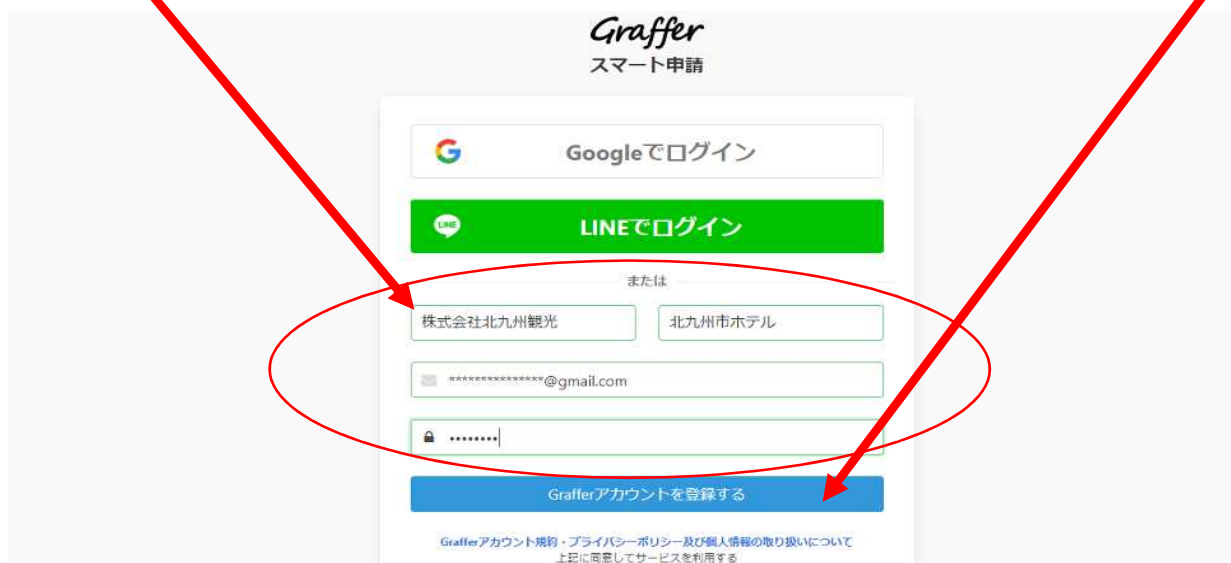 Graffer
スマート申請
Googleでログイン
LINE
LINEでログイン
または
株式会社北九州観光 北九州市ホテル
***************@gmail.com
••••••••
Grafferアカウントを登録する
Grafferアカウント規約・プライバシーポリシー及び個人情報の取り扱いについて
上記に同意してサービスを利用する